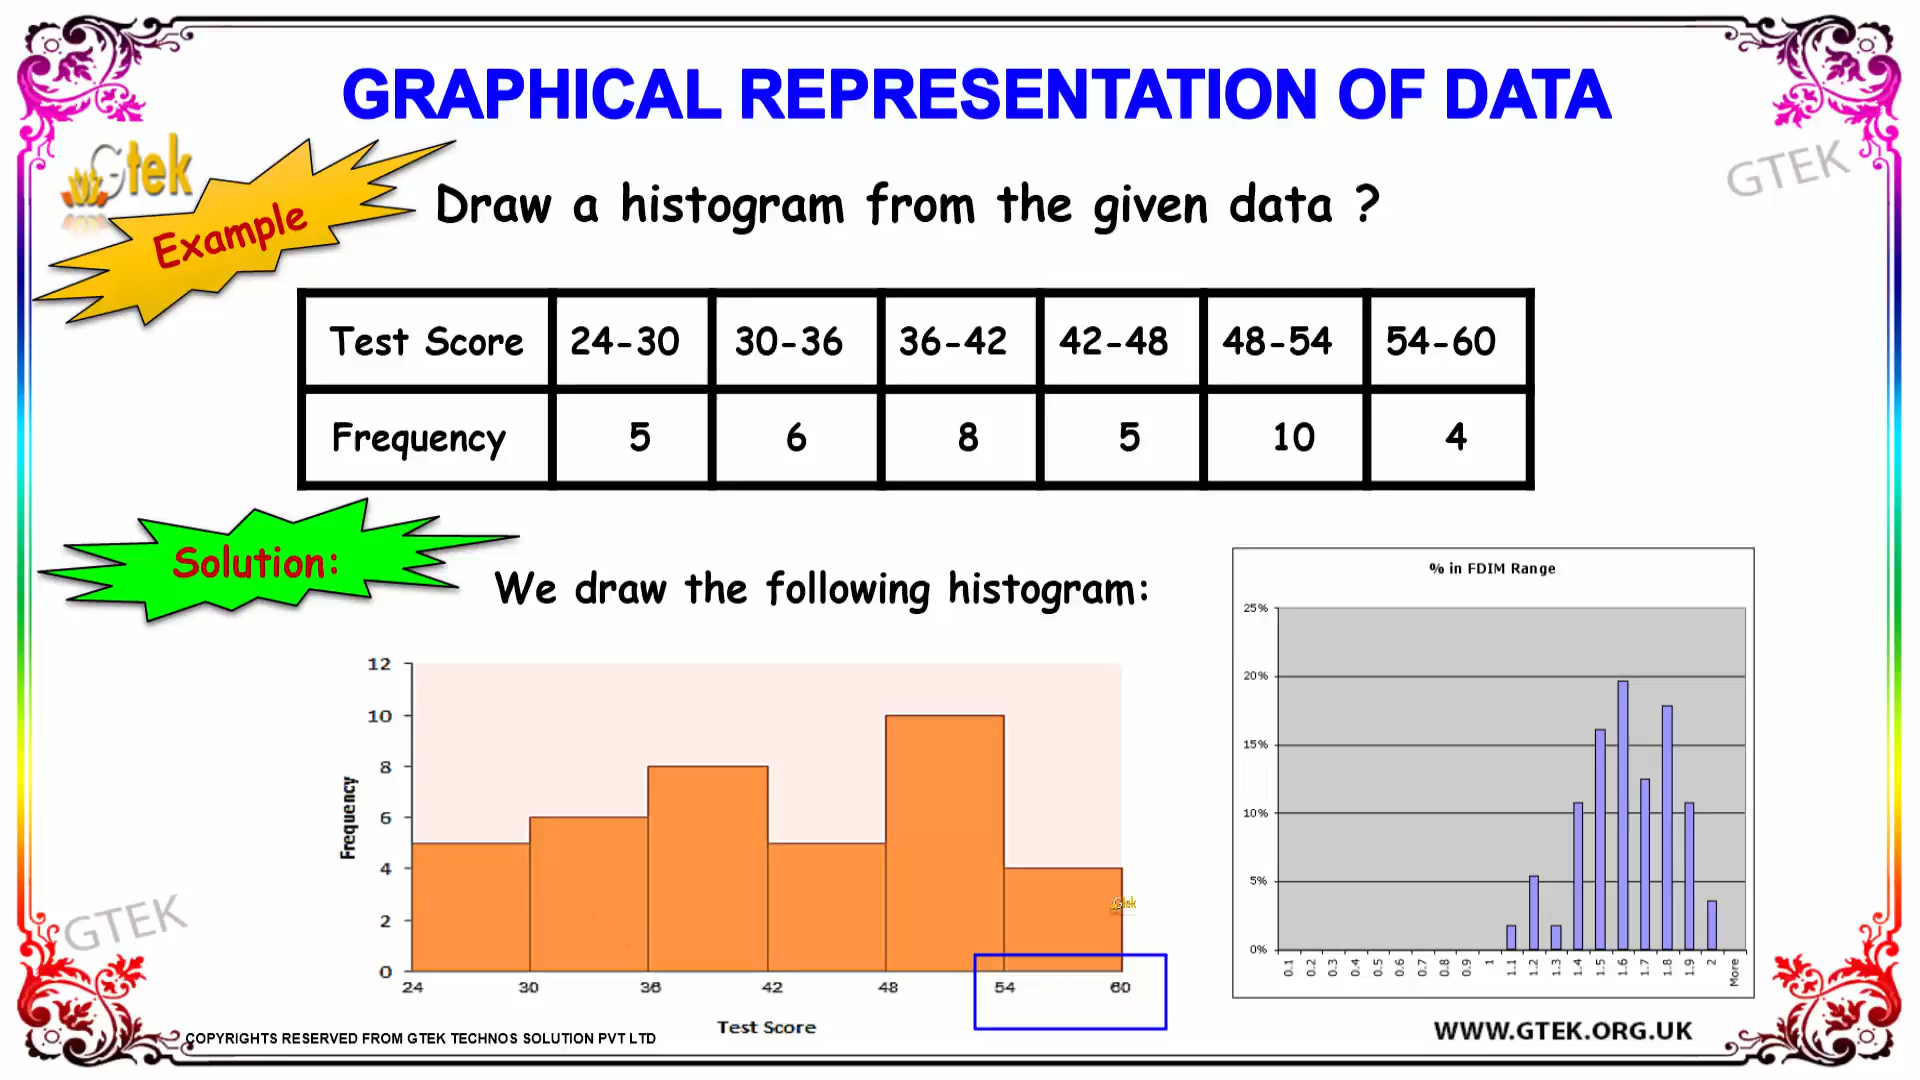 GRAPHICAL REPRESENTATION OF DATA
Gtek
GTEK
Example
Draw a histogram from the given data ?
Test Score 24-30 30-36 36-42 42-48 48-54 54-60
Frequency 5 6 8 5 10 4
Solution:
We draw the following histogram:
12
10
8
6
4
2
0
Frequency
24 30 36 42 48 54 60
Test Score
Gtek
% in FDIM Range
25%
20%
15%
10%
5%
0%
0.1 0.2 0.3 0.4 0.5 0.6 0.7 0.8 0.9 1 1.1 1.2 1.3 1.4 1.5 1.6 1.7 1.8 1.9 2 More
GTEK
COPYRIGHTS RESERVED FROM GTEK TECHNOS SOLUTION PVT LTD
WWW.GTEK.ORG.UK